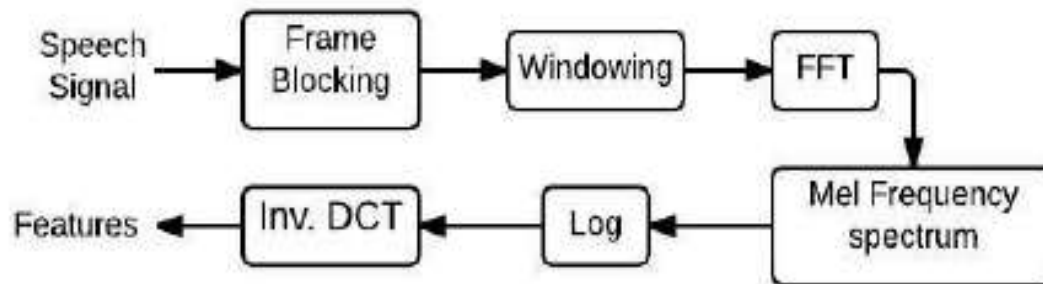 Speech
Signal
Frame
Blocking
Windowing
FFT
Mel Frequency
spectrum
Log
Inv. DCT
Features